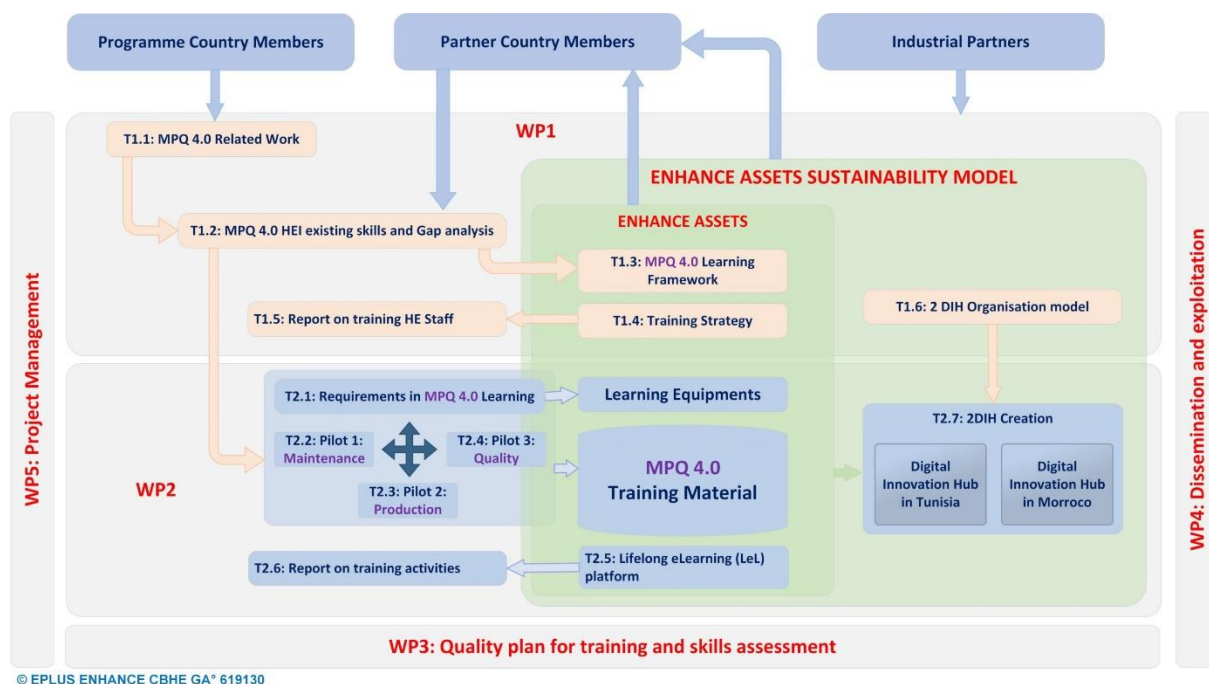 Programme Country Members
Partner Country Members
Industrial Partners
WP1
T1.1: MPQ 4.0 Related Work
ENHANCE ASSETS SUSTAINABILITY MODEL
ENHANCE ASSETS
T1.2: MPQ 4.0 HEI existing skills and Gap analysis
T1.3: MPQ 4.0 Learning
Framework
T1.5: Report on training HE Staff
T1.4: Training Strategy
T1.6: 2 DIH Organisation model
WP5: Project Management
WP4: Dissemination and exploitation
WP2
T2.1: Requirements in MPQ 4.0 Learning
Learning Equipments
T2.2: Pilot 1:
Maintenance
T2.4: Pilot 3:
Quality
T2.3: Pilot 2:
Production
MPQ 4.0
Training Material
T2.7: 2DIH Creation
Digital
Innovation Hub
in Tunisia
Digital
Innovation Hub
in Morroco
T2.6: Report on training activities
T2.5: Lifelong eLearning (LeL)
platform
WP3: Quality plan for training and skills assessment
© EPLUS ENHANCE CBHE GA° 619130